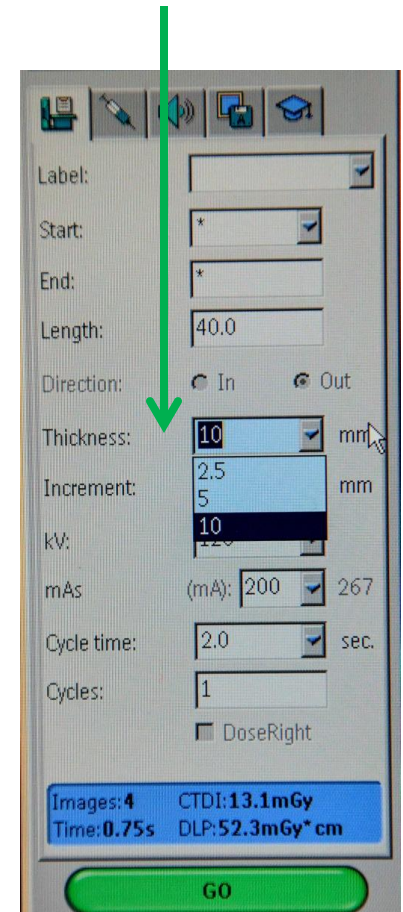 Label:
Start: *
End: *
Length: 40.0
Direction: In Out
Thickness: 10 mm
2.5
Increment: mm
5
10
kV:
mAs (mA): 200 267
Cycle time: 2.0 sec.
Cycles: 1
DoseRight
Images:4 CTDI:13.1mGy
Time:0.75s DLP:52.3mGy*cm
GO